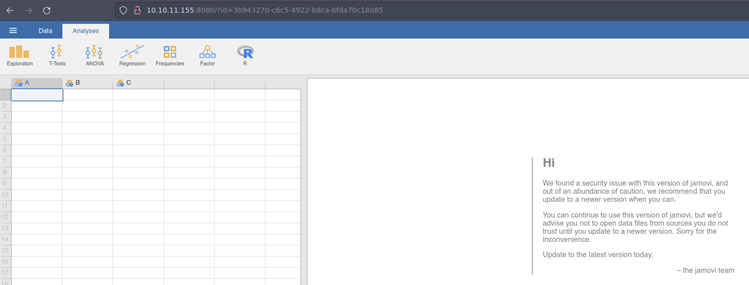 10.10.11.155:8080/?id=3b943270-c6c5-4922-b8ca-bfda70c18d85
Data Analyses
Exploration T-Tests ANOVA Regression Frequencies Factor R
A B C
1
2
3
4
5
6
7
8
9
10
11
12
13
14
15
16
17
18
Hi
We found a security issue with this version of jamovi, and
out of an abundance of caution, we recommend that you
update to a newer version when you can.
You can continue to use this version of jamovi, but we'd
advise you not to open data files from sources you do not
trust until you update to a newer version. Sorry for the
inconvenience.
Update to the latest version today.
– the jamovi team